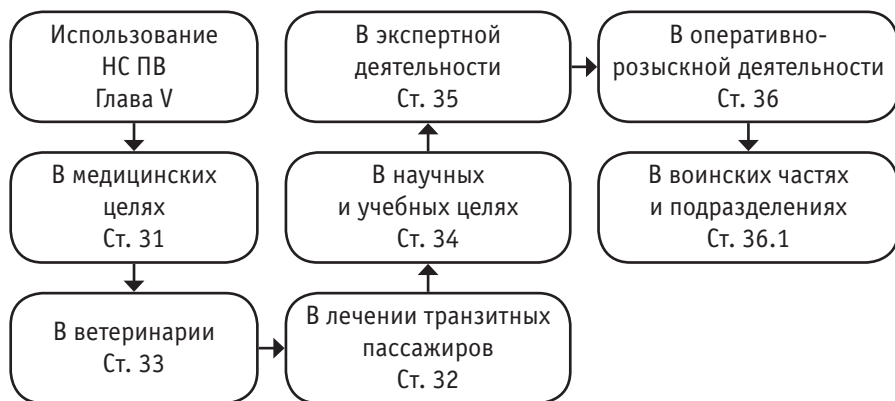 Использование
НС ПВ
Глава V
В медицинских
целях
Ст. 31
В ветеринарии
Ст. 33
В лечении транзитных
пассажиров
Ст. 32
В научных
и учебных целях
Ст. 34
В экспертной
деятельности
Ст. 35
В оперативно-
розыскной деятельности
Ст. 36
В воинских частях
и подразделениях
Ст. 36.1